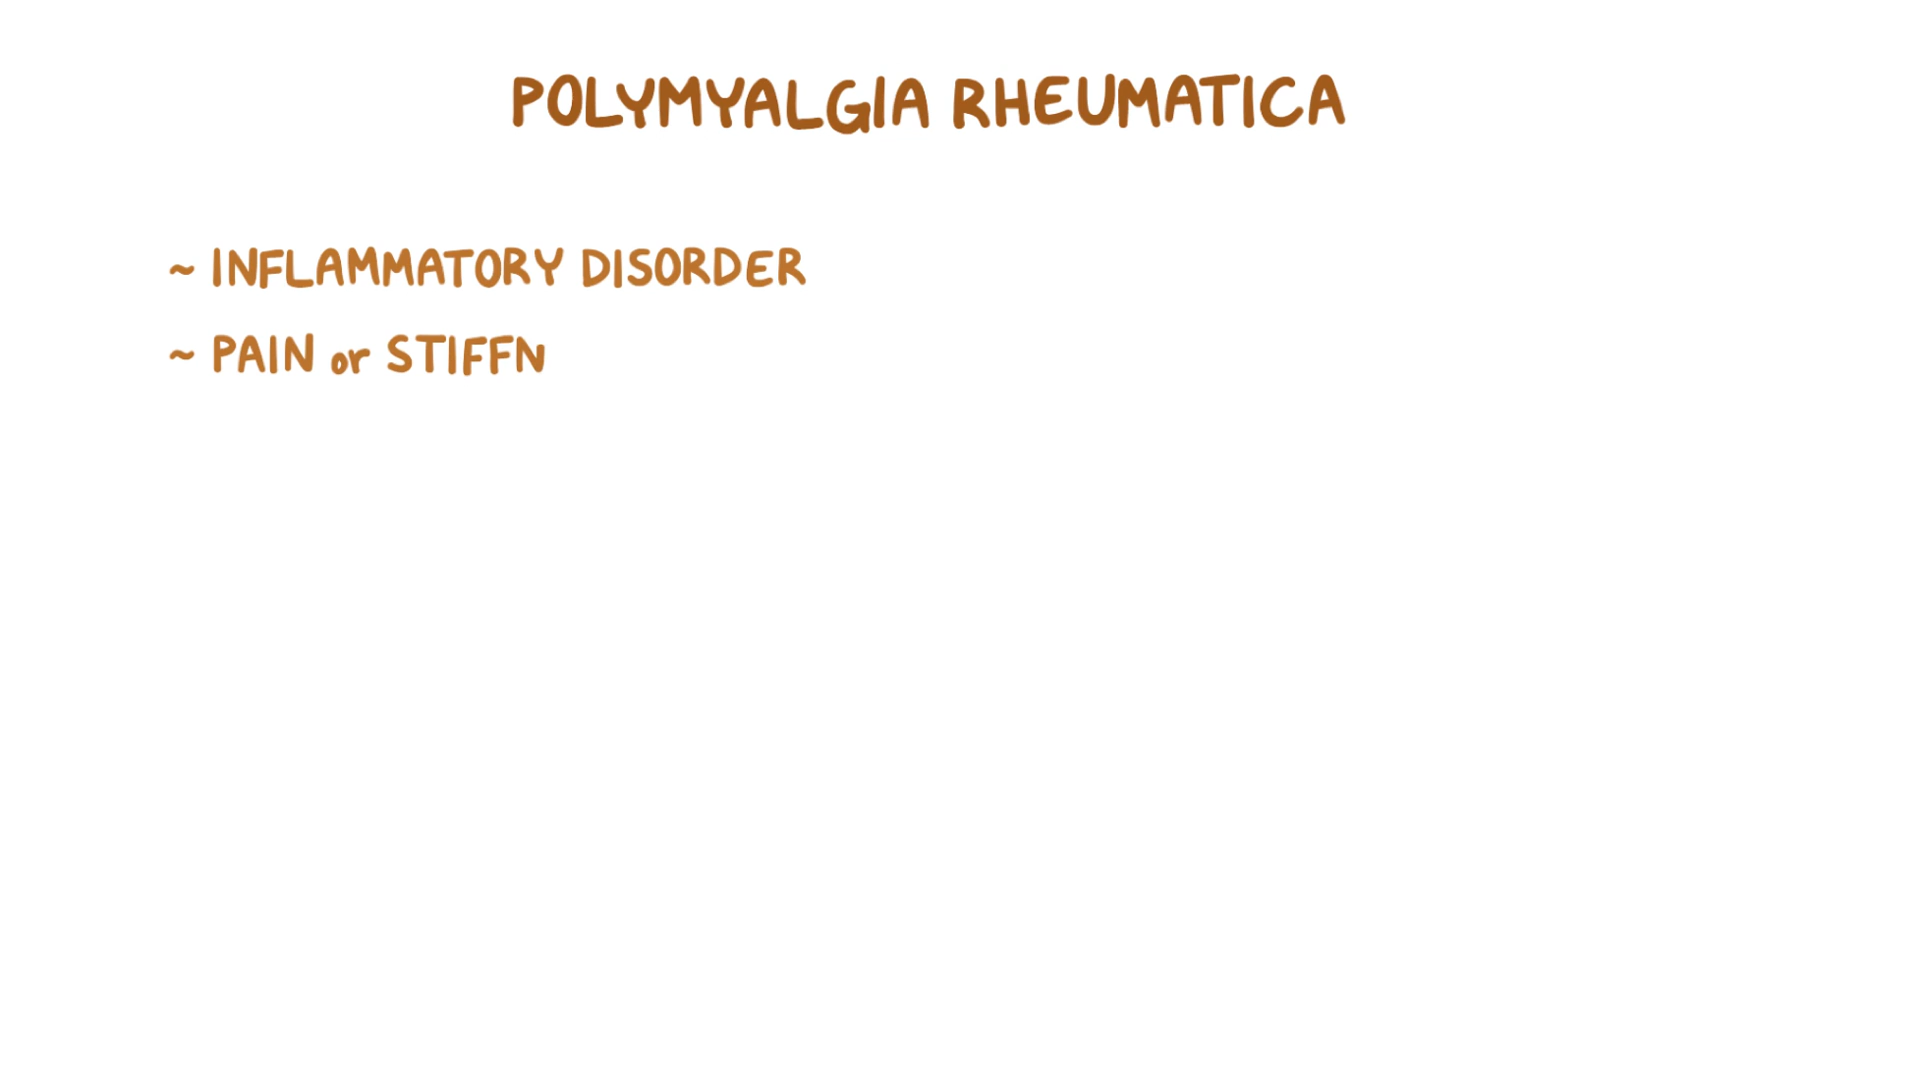 POLYMYALGIA RHEUMATICA
~ INFLAMMATORY DISORDER
~ PAIN or STIFFN